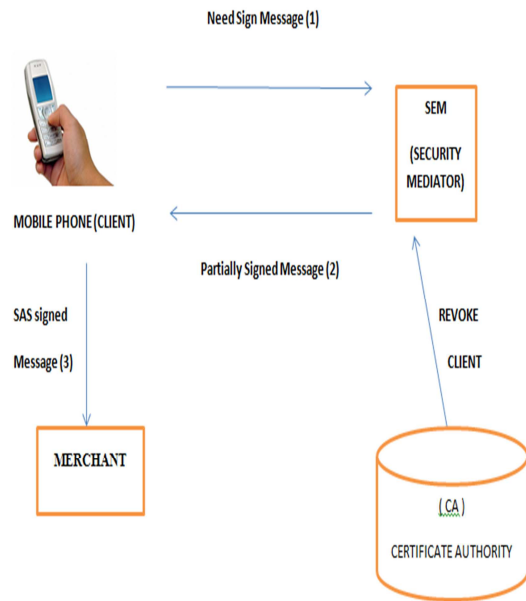 Need Sign Message (1)
SEM
(SECURITY
MEDIATOR)
MOBILE PHONE (CLIENT)
Partially Signed Message (2)
SAS signed
Message (3)
REVOKE
CLIENT
MERCHANT
( CA )
CERTIFICATE AUTHORITY